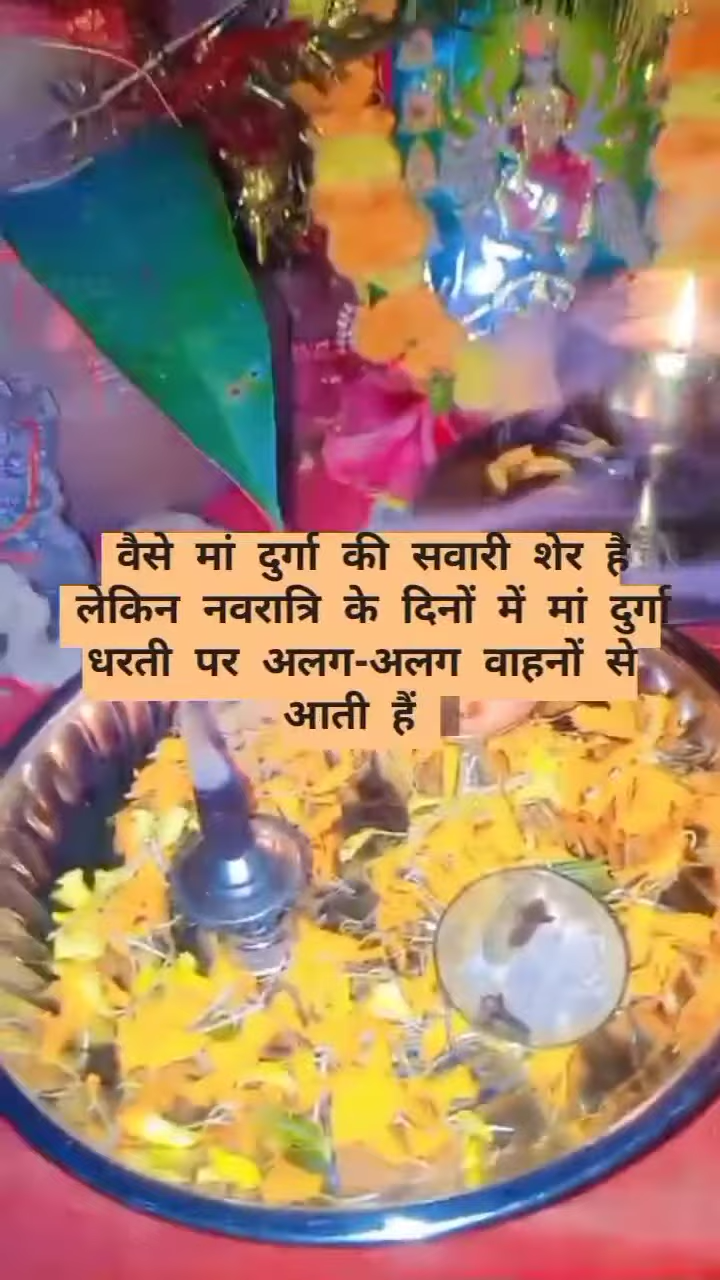 वैसे मां दुर्गा की सवारी शेर है
लेकिन नवरात्रि के दिनों में मां दुर्गा
धरती पर अलग-अलग वाहनों से
आती हैं